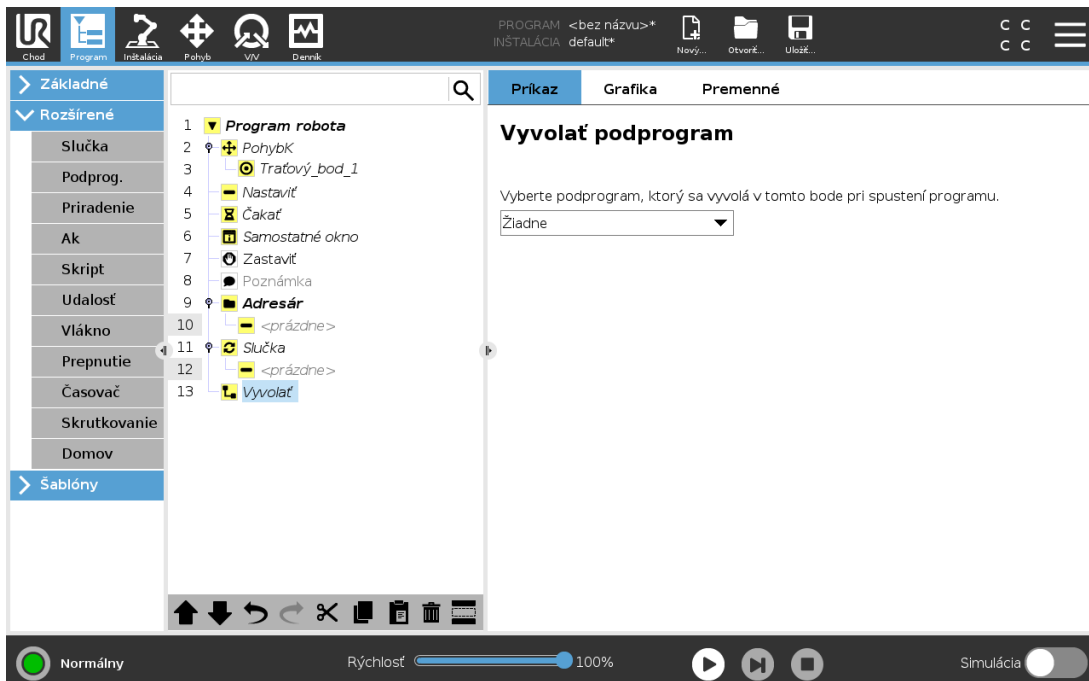 PROGRAM <bez názvu>*
INŠTALÁCIA default*
Chod
Program
Inštalácia
Pohyb
V/V
Denník
Nový...
Otvoriť...
Uložiť...
C C
C C
Základné
Rozšírené
Slučka
Podprog.
Priradenie
Ak
Skript
Udalosť
Vlákno
Prepnutie
Časovač
Skrutkovanie
Domov
Šablóny
1 Program robota
2 PohybK
3 Traťový_bod_1
4 Nastaviť
5 Čakať
6 Samostatné okno
7 Zastaviť
8 Poznámka
9 Adresár
10 <prázdne>
11 Slučka
12 <prázdne>
13 Vyvolať
Príkaz
Grafika
Premenné
Vyvolať podprogram
Vyberte podprogram, ktorý sa vyvolá v tomto bode pri spustení programu.
Žiadne
Normálny
Rýchlosť
100%
Simulácia